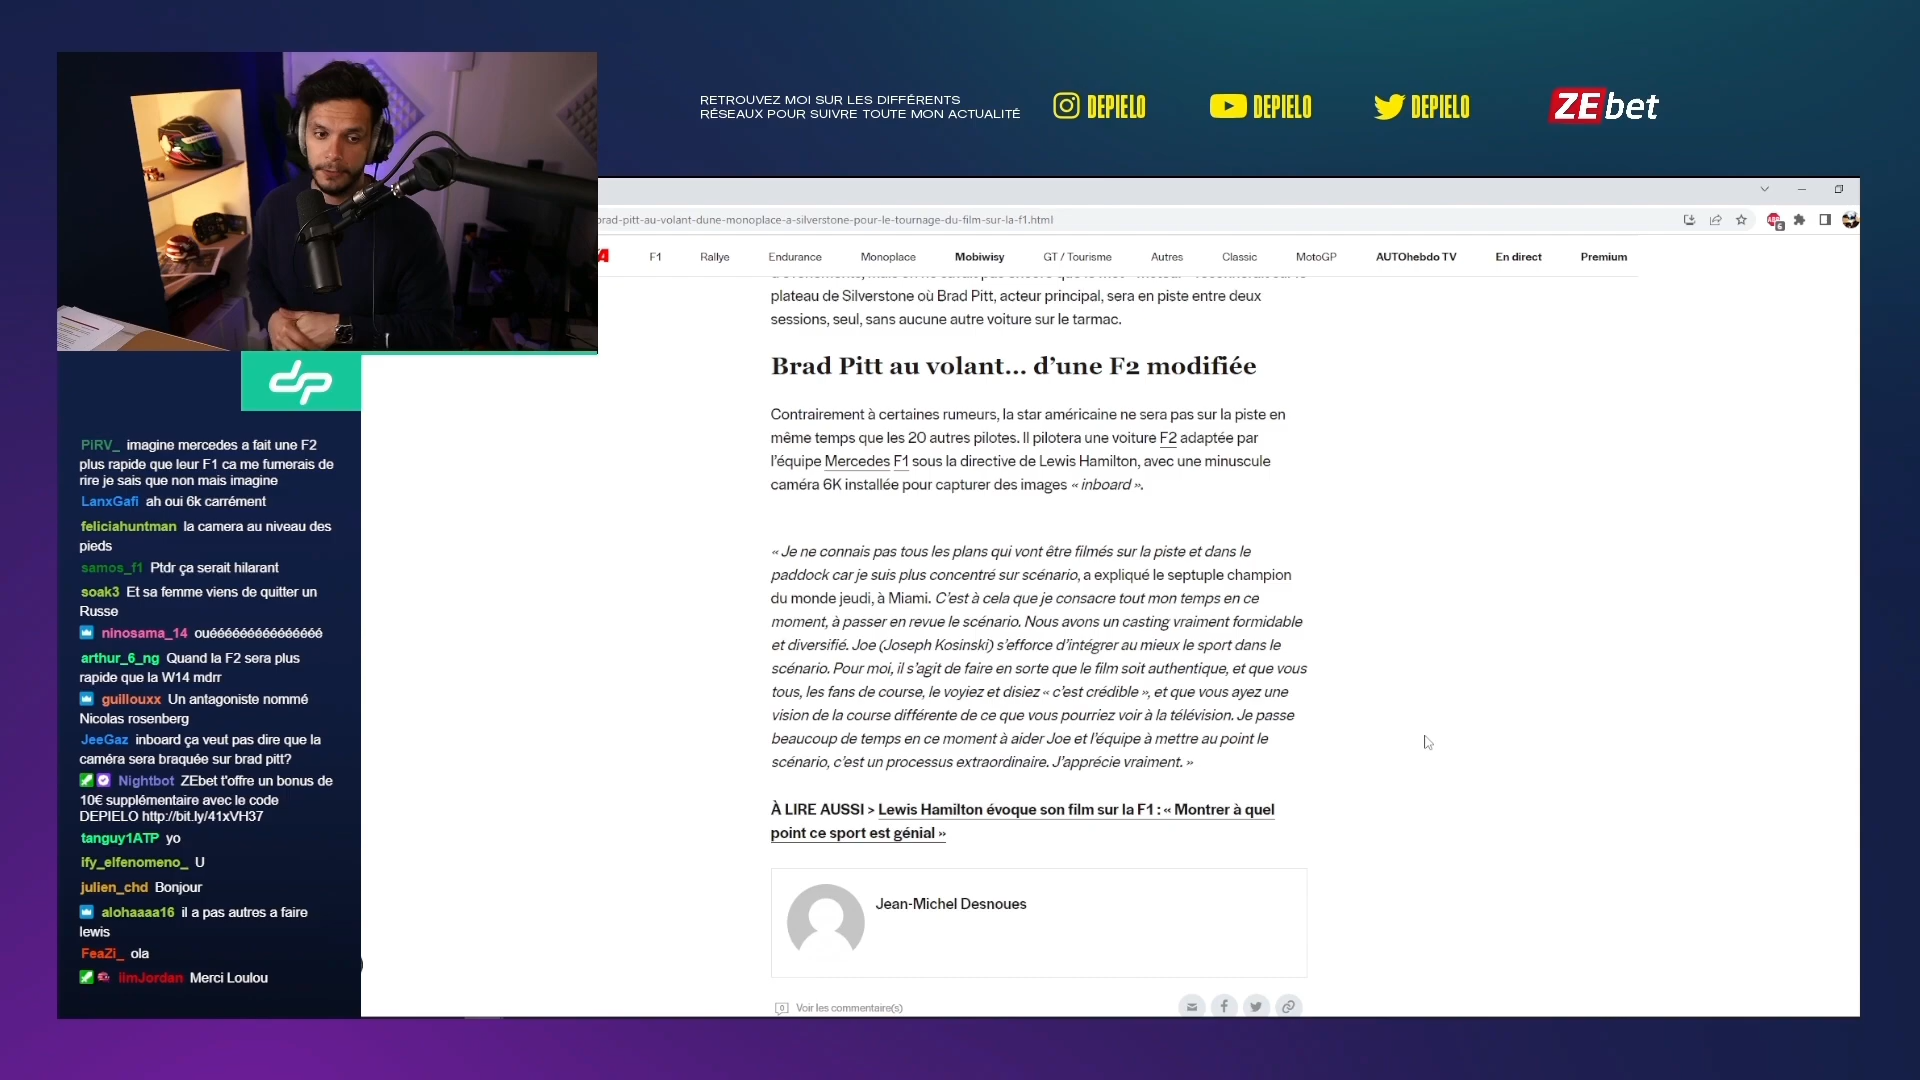 RETROUVEZ MOI SUR LES DIFFÉRENTS
RÉSEAUX POUR SUIVRE TOUTE MON ACTUALITÉ
DEPIELO
DEPIELO
DEPIELO
ZEbet
brad-pitt-au-volant-dune-monoplace-a-silverstone-pour-le-tournage-du-film-sur-la-f1.html
F1
Rallye
Endurance
Monoplace
Mobiwisy
GT / Tourisme
Autres
Classic
MotoGP
AUTOhebdo TV
En direct
Premium
plateau de Silverstone où Brad Pitt, acteur principal, sera en piste entre deux
sessions, seul, sans aucune autre voiture sur le tarmac.
Brad Pitt au volant… d’une F2 modifiée
Contrairement à certaines rumeurs, la star américaine ne sera pas sur la piste en
même temps que les 20 autres pilotes. Il pilotera une voiture F2 adaptée par
l’équipe Mercedes F1 sous la directive de Lewis Hamilton, avec une minuscule
caméra 6K installée pour capturer des images « inboard ».
« Je ne connais pas tous les plans qui vont être filmés sur la piste et dans le
paddock car je suis plus concentré sur scénario, a expliqué le septuple champion
du monde jeudi, à Miami. C’est à cela que je consacre tout mon temps en ce
moment, à passer en revue le scénario. Nous avons un casting vraiment formidable
et diversifié. Joe (Joseph Kosinski) s’efforce d’intégrer au mieux le sport dans le
scénario. Pour moi, il s’agit de faire en sorte que le film soit authentique, et que vous
tous, les fans de course, le voyiez et disiez « c’est crédible », et que vous ayez une
vision de la course différente de ce que vous pourriez voir à la télévision. Je passe
beaucoup de temps en ce moment à aider Joe et l’équipe à mettre au point le
scénario, c’est un processus extraordinaire. J’apprécie vraiment. »
À LIRE AUSSI > Lewis Hamilton évoque son film sur la F1 : « Montrer à quel
point ce sport est génial »
Jean-Michel Desnoues
0 Voir les commentaire(s)
dp
PIRV_ imagine mercedes a fait une F2
plus rapide que leur F1 ca me fumerais de
rire je sais que non mais imagine
LanxGafi ah oui 6k carrément
feliciahuntman la camera au niveau des
pieds
samos_f1 Ptdr ça serait hilarant
soak3 Et sa femme viens de quitter un
Russe
ninosama_14 ouééééééééééééééé
arthur_6_ng Quand la F2 sera plus
rapide que la W14 mdrr
guillouxx Un antagoniste nommé
Nicolas rosenberg
JeeGaz inboard ça veut pas dire que la
caméra sera braquée sur brad pitt?
Nightbot ZEbet t'offre un bonus de
10€ supplémentaire avec le code
DEPIELO http://bit.ly/41xVH37
tanguy1ATP yo
ify_elfenomeno_ U
julien_chd Bonjour
alohaaaa16 il a pas autres a faire
lewis
FeaZi_ ola
iimJordan Merci Loulou